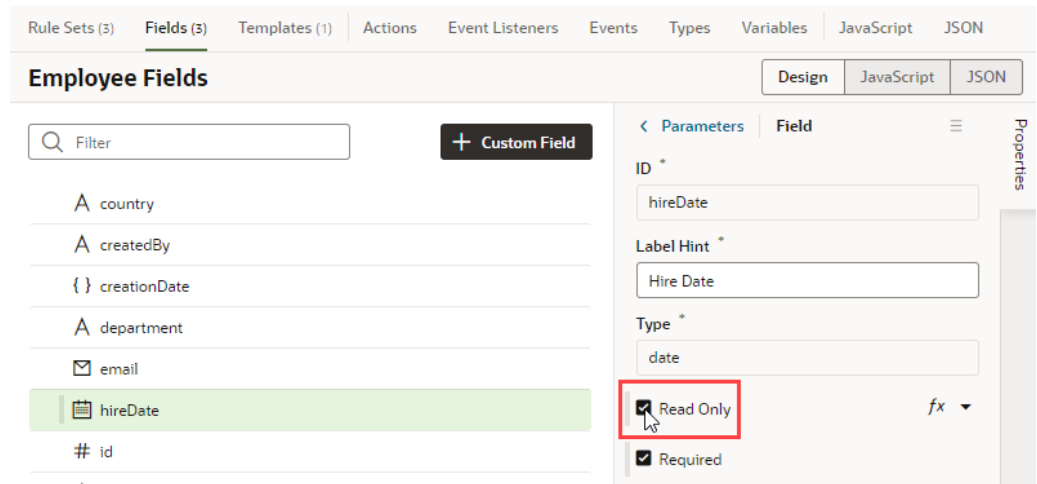 Rule Sets (3) Fields (3) Templates (1) Actions Event Listeners Events Types Variables JavaScript JSON
Employee Fields
Design JavaScript JSON
Filter
+ Custom Field
country
createdBy
{ } creationDate
department
email
hireDate
# id
< Parameters Field
ID *
hireDate
Label Hint *
Hire Date
Type *
date
Read Only
fx
Required
Properties